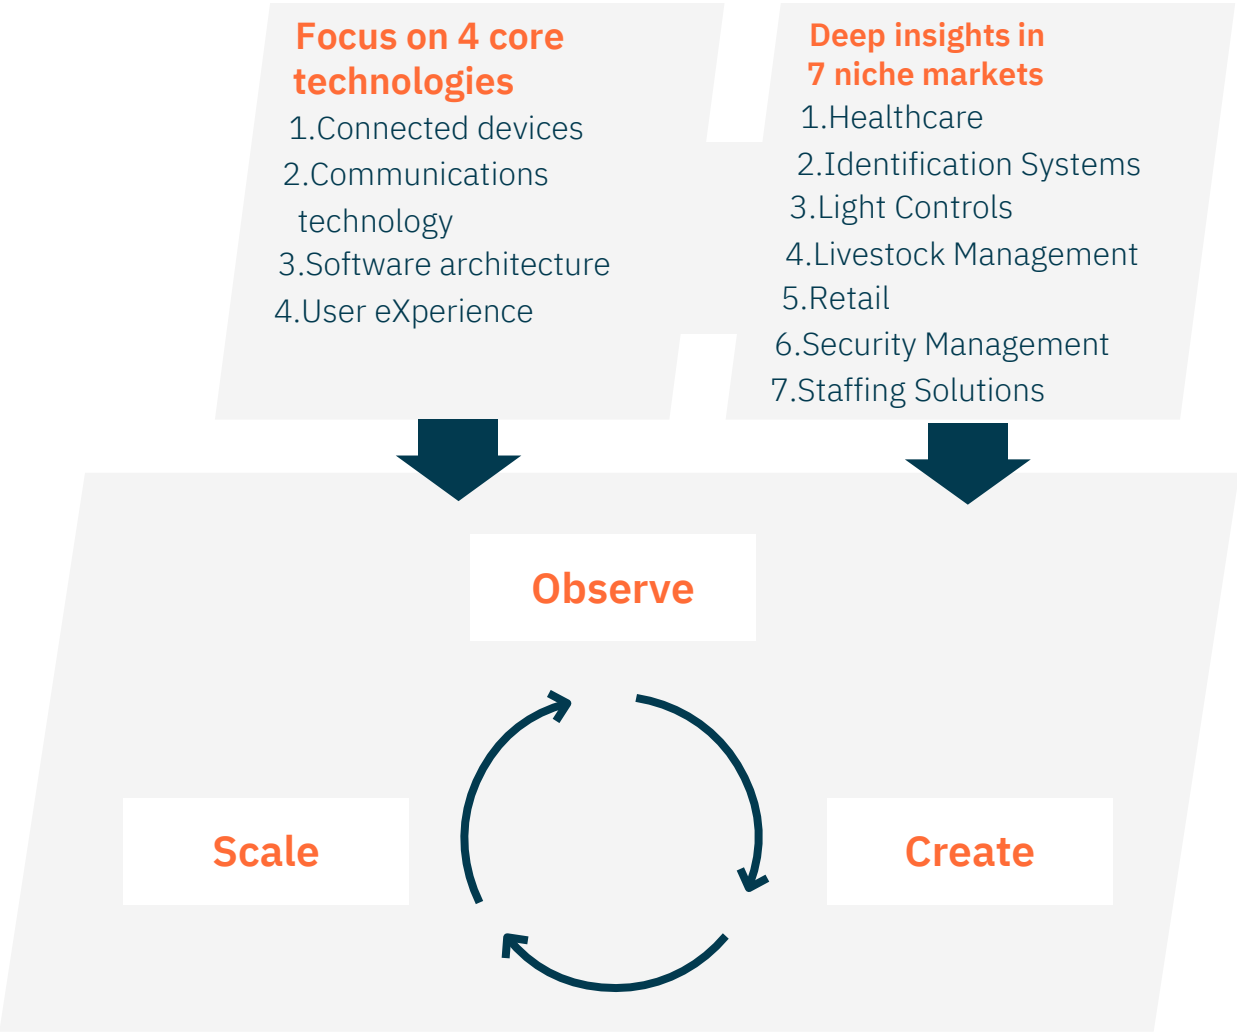 Focus on 4 core
technologies
1.Connected devices
2.Communications
technology
3.Software architecture
4.User eXperience
Deep insights in
7 niche markets
1.Healthcare
2.Identification Systems
3.Light Controls
4.Livestock Management
5.Retail
6.Security Management
7.Staffing Solutions
Observe
Scale
Create